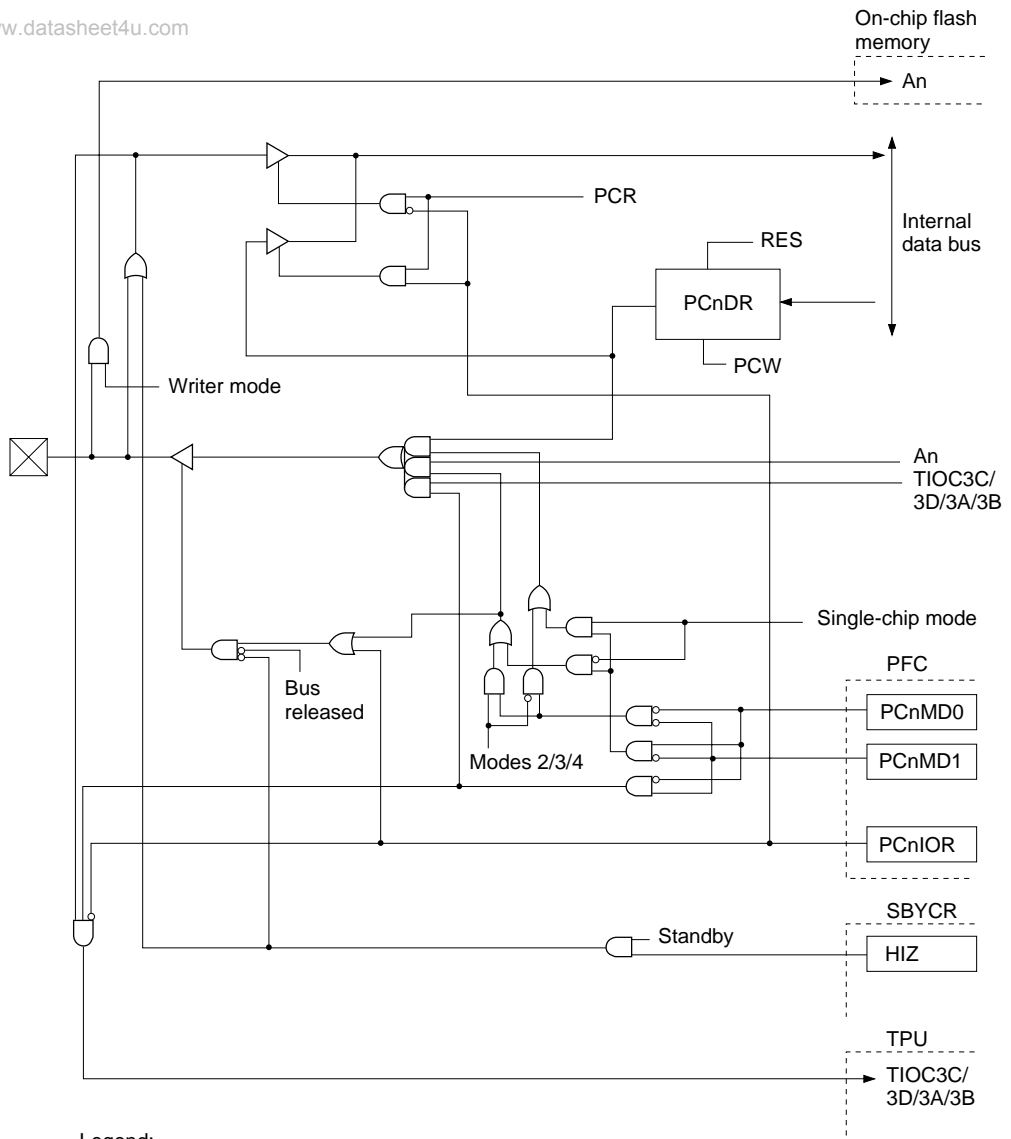 w.datasheet4u.com
On-chip flash
memory
An
PCR
RES
Internal
data bus
PCnDR
PCW
Writer mode
An
TIOC3C/
3D/3A/3B
Single-chip mode
PFC
Bus
released
PCnMD0
Modes 2/3/4
PCnMD1
PCnIOR
SBYCR
Standby
HIZ
TPU
TIOC3C/
3D/3A/3B
Legend: